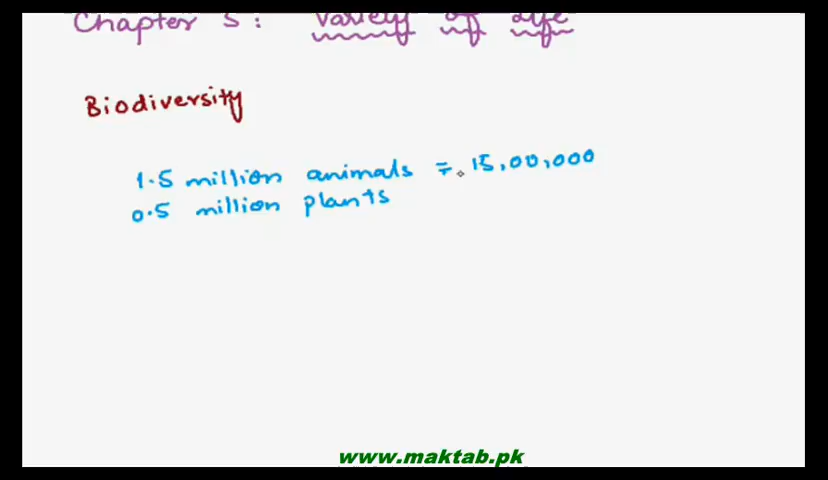 Chapter 5: Variety of Life
Biodiversity
1.5 million animals = 15,00,000
0.5 million plants
www.maktab.pk